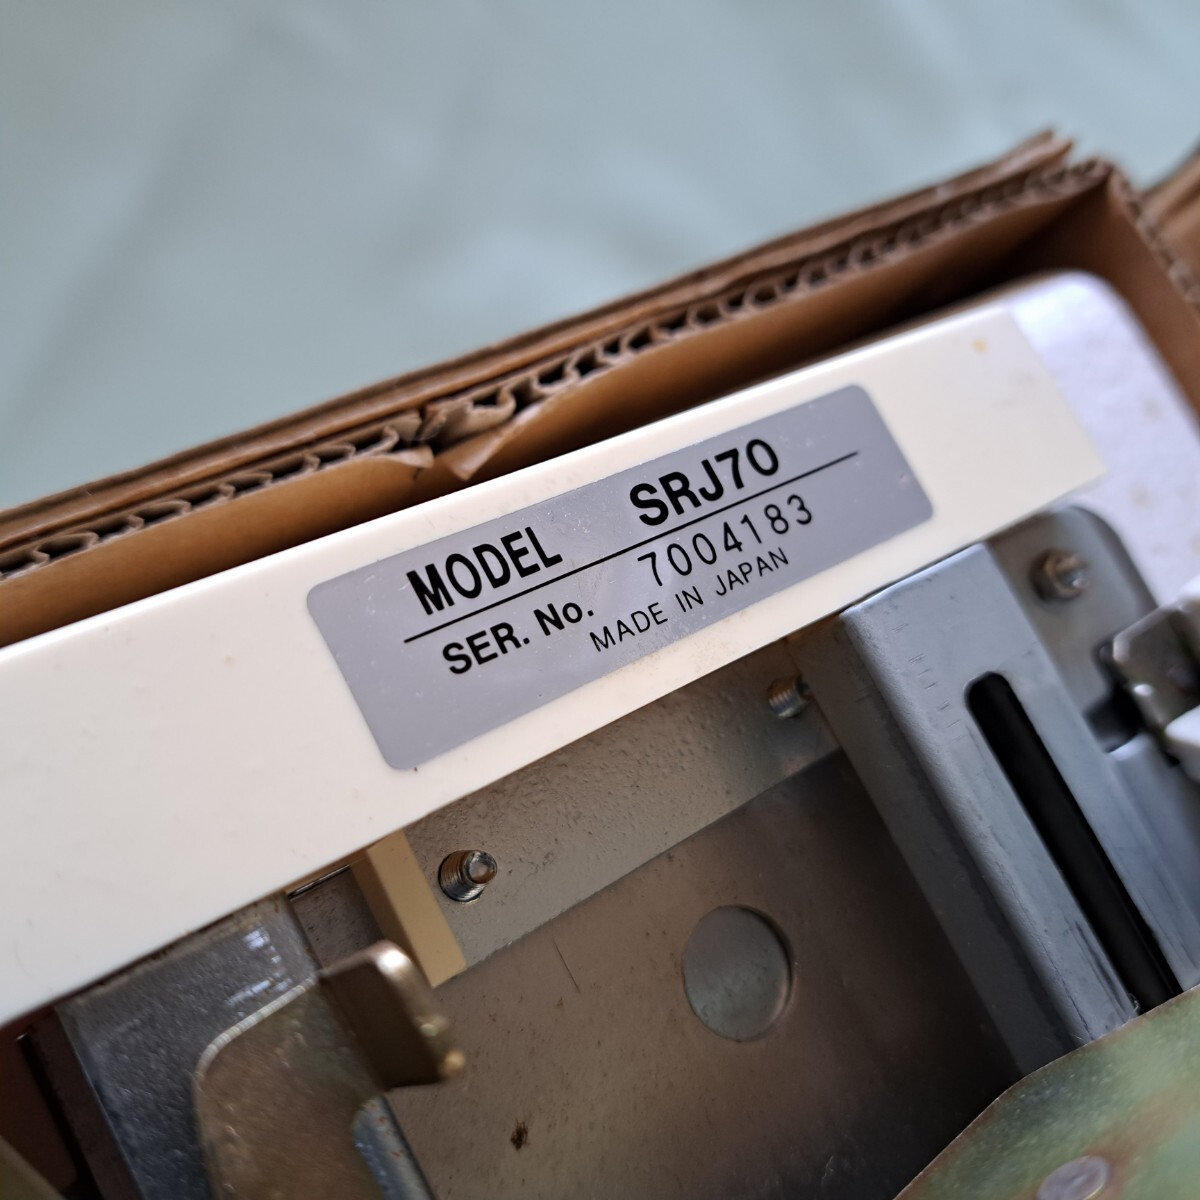 MODEL SRJ70
SER. No. 7004183
MADE IN JAPAN